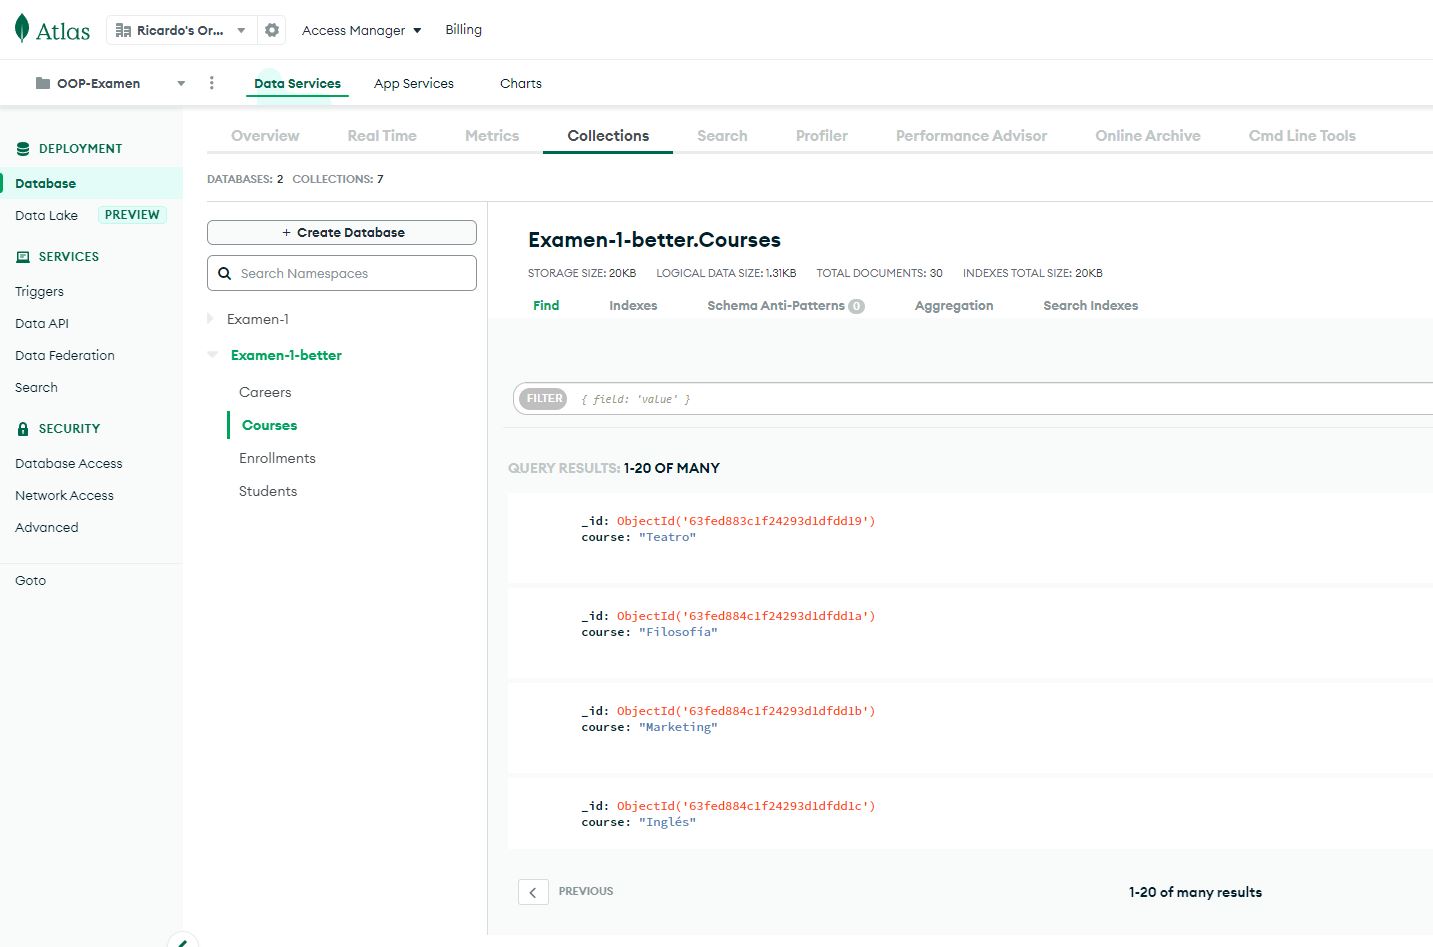 Atlas
Ricardo's Or...
Access Manager
Billing
OOP-Examen
Data Services
App Services
Charts
DEPLOYMENT
Database
Data Lake PREVIEW
SERVICES
Triggers
Data API
Data Federation
Search
SECURITY
Database Access
Network Access
Advanced
Goto
Overview Real Time Metrics Collections Search Profiler Performance Advisor Online Archive Cmd Line Tools
DATABASES: 2 COLLECTIONS: 7
+ Create Database
Search Namespaces
Examen-1
Examen-1-better
Careers
Courses
Enrollments
Students
Examen-1-better.Courses
STORAGE SIZE: 20KB LOGICAL DATA SIZE: 1.31KB TOTAL DOCUMENTS: 30 INDEXES TOTAL SIZE: 20KB
Find Indexes Schema Anti-Patterns 0 Aggregation Search Indexes
FILTER { field: 'value' }
QUERY RESULTS: 1-20 OF MANY
_id: ObjectId('63fed883c1f24293d1dfdd19')
course: "Teatro"
_id: ObjectId('63fed884c1f24293d1dfdd1a')
course: "Filosofía"
_id: ObjectId('63fed884c1f24293d1dfdd1b')
course: "Marketing"
_id: ObjectId('63fed884c1f24293d1dfdd1c')
course: "Inglés"
PREVIOUS
1-20 of many results